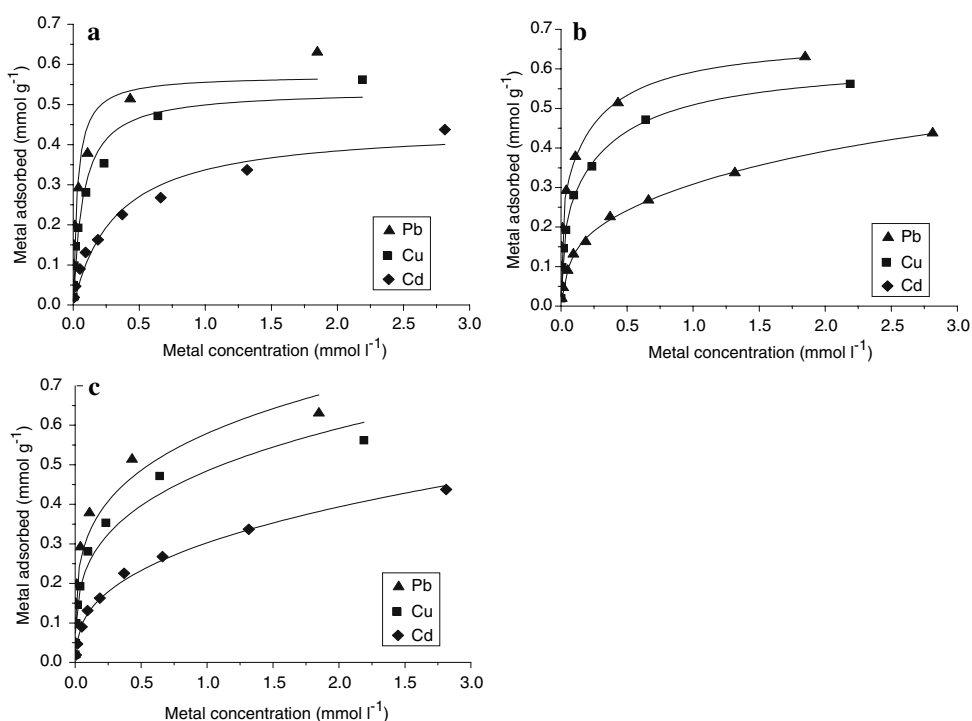 a
0.7
0.6
0.5
0.4
0.3
0.2
0.1
0.0
Metal adsorbed (mmol g⁻¹)
Pb
Cu
Cd
0.0 0.5 1.0 1.5 2.0 2.5 3.0
Metal concentration (mmol l⁻¹)
b
0.7
0.6
0.5
0.4
0.3
0.2
0.1
0.0
Metal adsorbed (mmol g⁻¹)
Pb
Cu
Cd
0.0 0.5 1.0 1.5 2.0 2.5 3.0
Metal concentration (mmol l⁻¹)
c
0.7
0.6
0.5
0.4
0.3
0.2
0.1
0.0
Metal adsorbed (mmol g⁻¹)
Pb
Cu
Cd
0.0 0.5 1.0 1.5 2.0 2.5 3.0
Metal concentration (mmol l⁻¹)